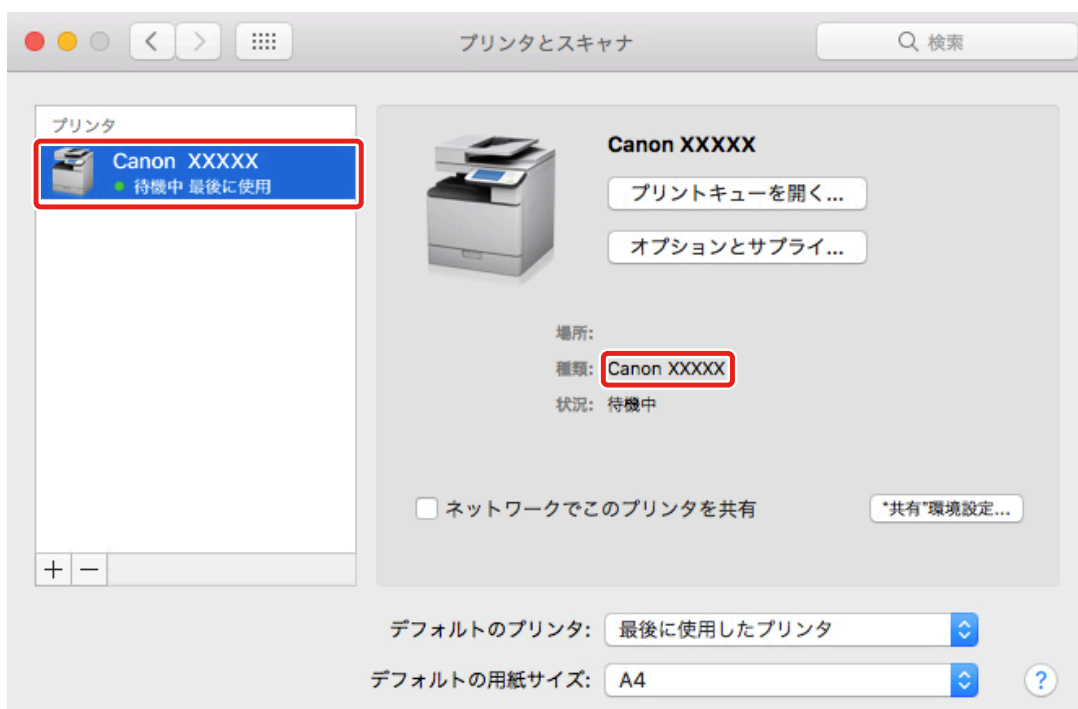 プリンタとスキャナ
検索
プリンタ
Canon XXXXX
待機中 最後に使用
Canon XXXXX
プリントキューを開く...
オプションとサプライ...
場所:
種類: Canon XXXXX
状況: 待機中
ネットワークでこのプリンタを共有
"共有"環境設定...
+ −
デフォルトのプリンタ: 最後に使用したプリンタ
デフォルトの用紙サイズ: A4
?